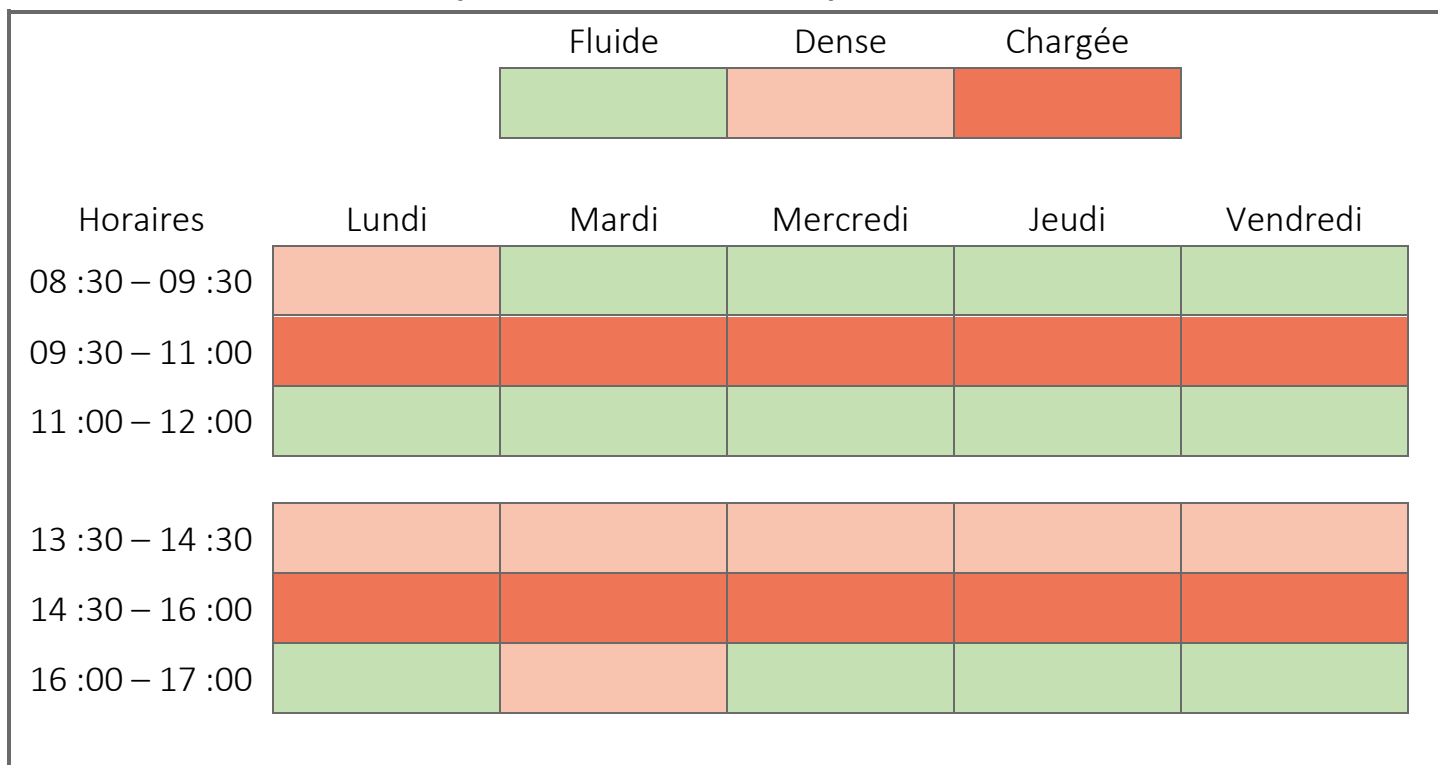 Fluide Dense Chargée
Horaires Lundi Mardi Mercredi Jeudi Vendredi
08 :30 – 09 :30
09 :30 – 11 :00
11 :00 – 12 :00
13 :30 – 14 :30
14 :30 – 16 :00
16 :00 – 17 :00